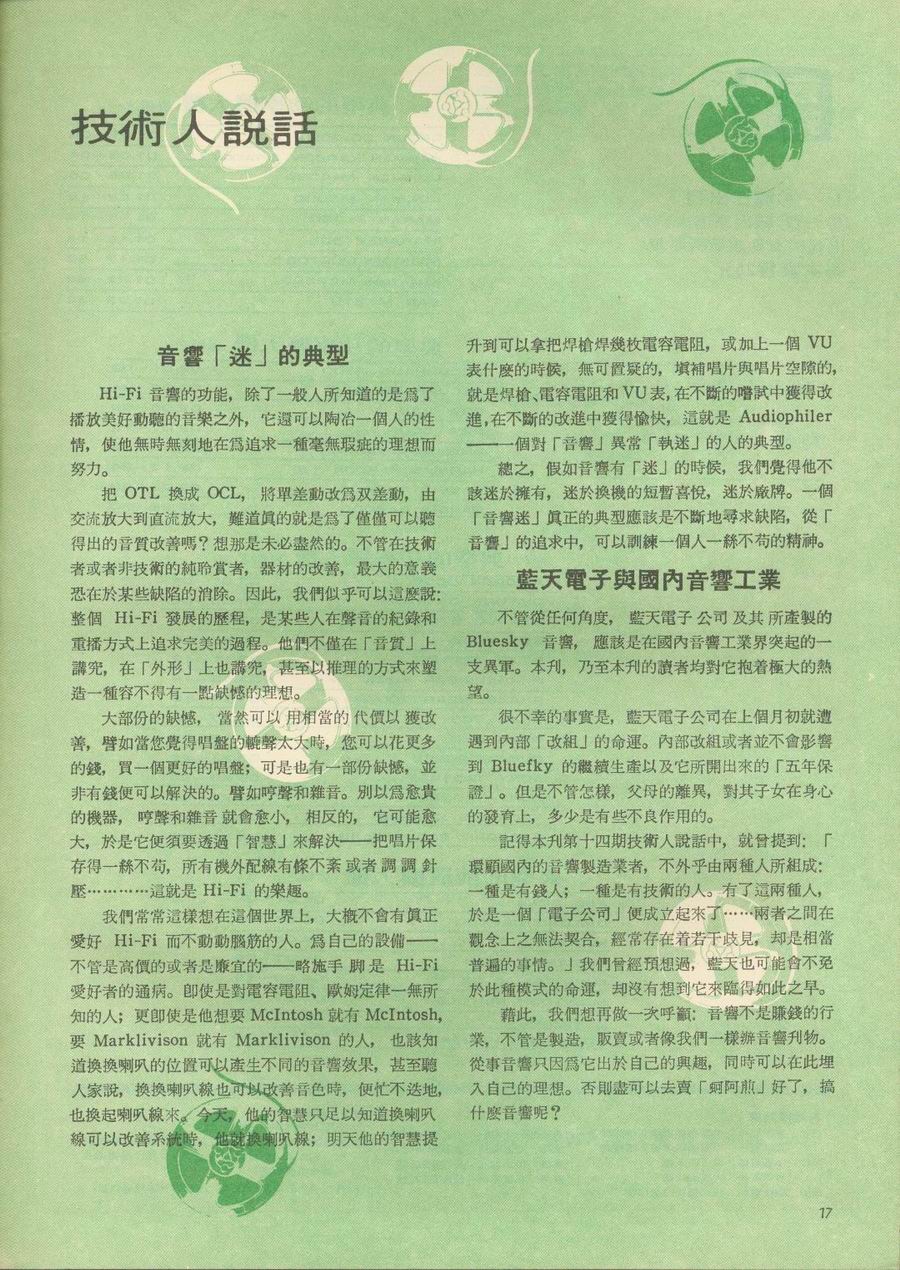 技術人説話
音響「迷」的典型
Hi-Fi 音響的功能，除了一般人所知道的是爲了
播放美好動聽的音樂之外，它還可以陶冶一個人的性
情，使他無時無刻地在爲追求一種毫無瑕疵的理想而
努力。
把 OTL 換成 OCL，將單差動改爲双差動，由
交流放大到直流放大，難道眞的就是爲了僅僅可以聽
得出的音質改善嗎？想那是未必盡然的。不管在技術
者或者非技術的純聆賞者，器材的改善，最大的意義
恐在於某些缺陷的消除。因此，我們似乎可以這麽説：
整個 Hi-Fi 發展的歷程，是某些人在聲音的紀錄和
重播方式上追求完美的過程。他們不僅在「音質」上
講究，在「外形」上也講究，甚至以推理的方式來塑
造一種容不得有一點缺憾的理想。
大部份的缺憾，當然可以用相當的代價以獲改
善，譬如當您覺得唱盤的轆聲太大時，您可以花更多
的錢，買一個更好的唱盤；可是也有一部份缺憾，並
非有錢便可以解決的。譬如哼聲和雜音。別以爲愈貴
的機器，哼聲和雜音就會愈小，相反的，它可能愈
大，於是它便須要透過「智慧」來解決——把唱片保
存得一絲不苟，所有機外配線有條不紊或者調調針
壓…………這就是 Hi-Fi 的樂趣。
我們常常這樣想在這個世界上，大概不會有眞正
愛好 Hi-Fi 而不動動腦筋的人。爲自己的設備——
不管是高價的或者是廉宜的——略施手脚是 Hi-Fi
愛好者的通病。卽使是對電容電阻、歐姆定律一無所
知的人；更卽使是他想要 McIntosh 就有 McIntosh,
要 Marklivison 就有 Marklivison 的人，也該知
道換換喇叭的位置可以產生不同的音響效果，甚至聽
人家説，換換喇叭線也可以改善音色時，便忙不迭地，
也換起喇叭線來。今天，他的智慧只足以知道換喇叭
線可以改善系統時，他就換喇叭線；明天他的智慧提
升到可以拿把焊槍焊幾枚電容電阻，或加上一個 VU
表什麽的時候，無可置疑的，塡補唱片與唱片空隙的，
就是焊槍、電容電阻和 VU 表，在不斷的嚐試中獲得改
進，在不斷的改進中獲得愉快，這就是 Audiophiler
——一個對「音響」異常「執迷」的人的典型。
總之，假如音響有「迷」的時候，我們覺得他不
該迷於擁有，迷於換機的短暫喜悅，迷於廠牌。一個
「音響迷」眞正的典型應該是不斷地尋求缺陷，從「
音響」的追求中，可以訓練一個人一絲不苟的精神。
藍天電子與國內音響工業
不管從任何角度，藍天電子公司及其所產製的
Bluesky 音響，應該是在國內音響工業界突起的一
支異軍。本刋，乃至本刋的讀者均對它抱着極大的熱
望。
很不幸的事實是，藍天電子公司在上個月初就遭
遇到內部「改組」的命運。內部改組或者並不會影響
到 Bluefky 的繼續生產以及它所開出來的「五年保
證」。但是不管怎樣，父母的離異，對其子女在身心
的發育上，多少是有些不良作用的。
記得本刋第十四期技術人說話中，就曾提到：「
環顧國內的音響製造業者，不外乎由兩種人所組成：
一種是有錢人；一種是有技術的人。有了這兩種人，
於是一個「電子公司」便成立起來了……兩者之間在
觀念上之無法契合，經常存在着若干歧見，却是相當
普遍的事情。」我們曾經預想過，藍天也可能會不免
於此種模式的命運，却沒有想到它來臨得如此之早。
藉此，我們想再做一次呼籲：音響不是賺錢的行
業，不管是製造，販賣或者像我們一樣辦音響刋物。
從事音響只因爲它出於自己的興趣，同時可以在此埋
入自己的理想。否則盡可以去賣「蚵阿煎」好了，搞
什麽音響呢？
17